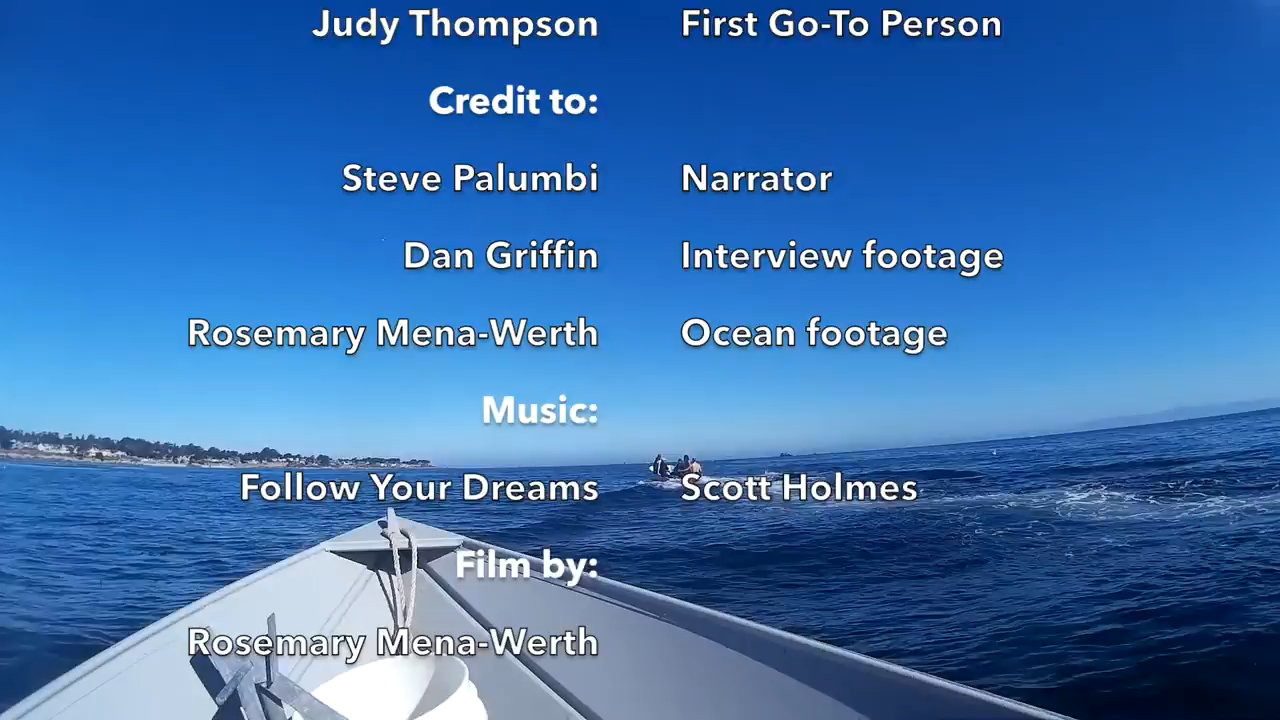 Judy Thompson First Go-To Person
Credit to:
Steve Palumbi Narrator
Dan Griffin Interview footage
Rosemary Mena-Werth Ocean footage
Music:
Follow Your Dreams Scott Holmes
Film by:
Rosemary Mena-Werth